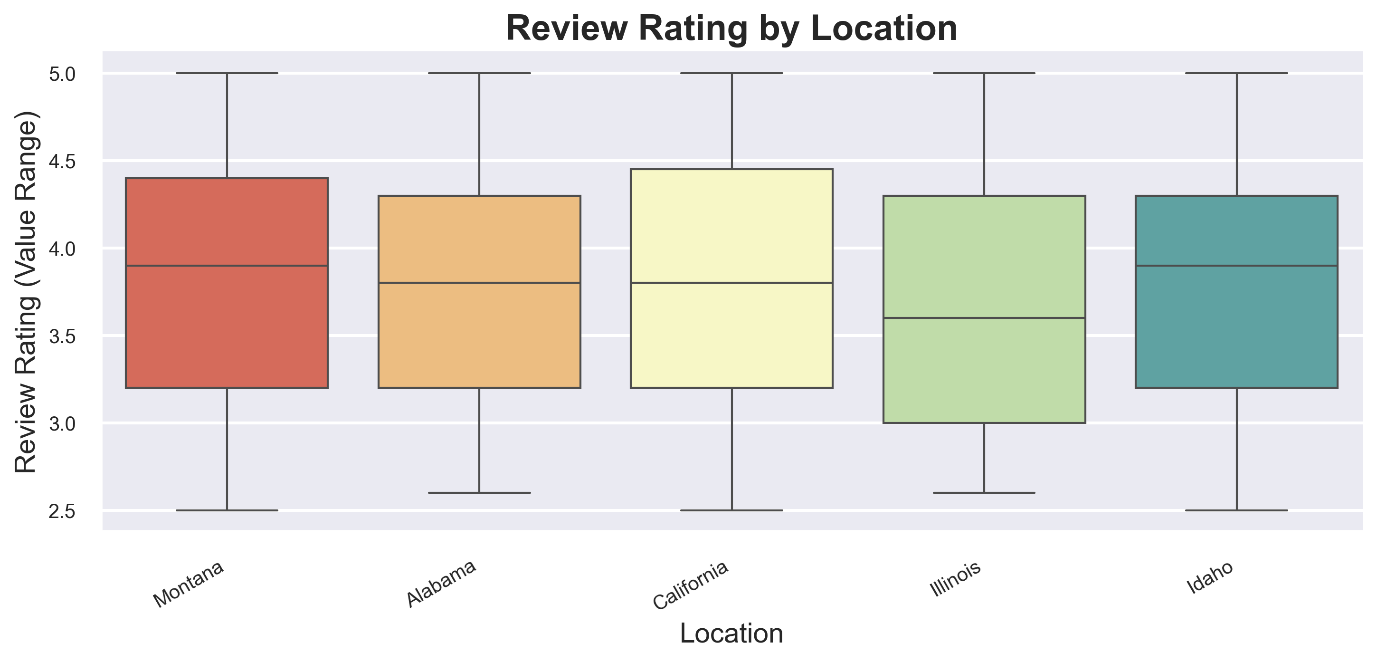 Review Rating by Location
Review Rating (Value Range)
5.0
4.5
4.0
3.5
3.0
2.5
Montana
Alabama
California
Illinois
Idaho
Location